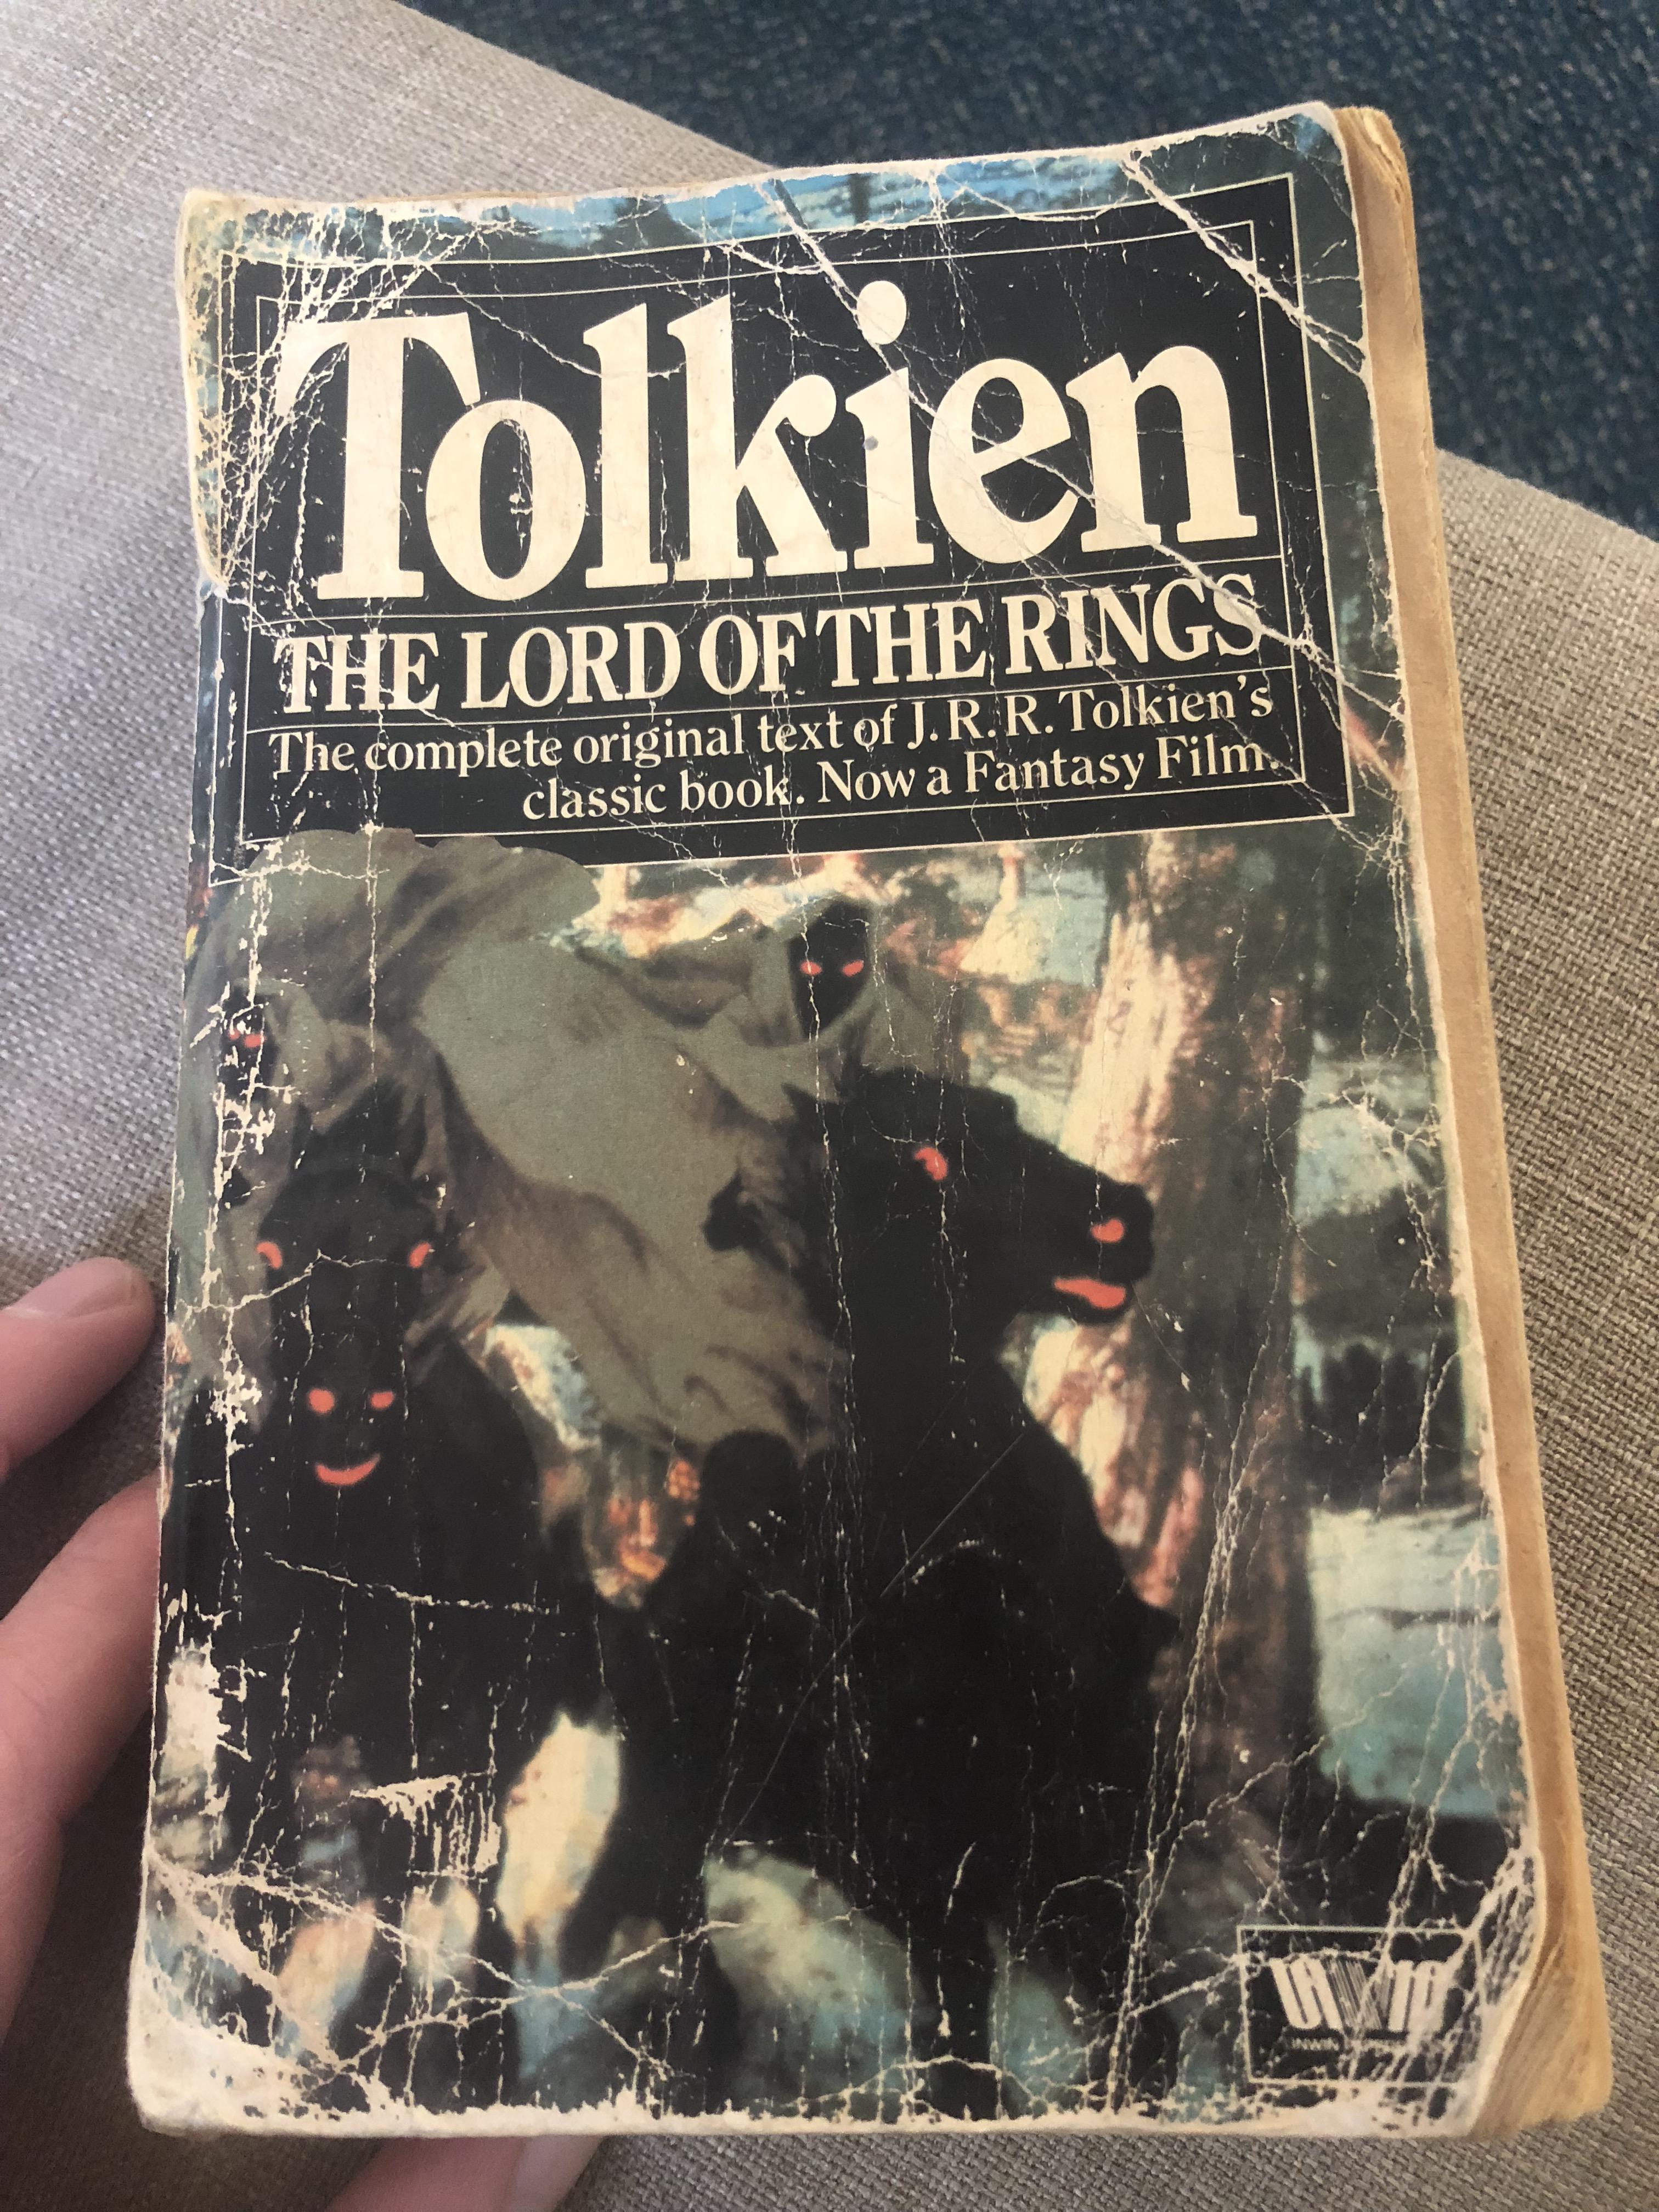 Tolkien
THE LORD OF THE RINGS
The complete original text of J. R. R. Tolkien's
classic book. Now a Fantasy Film.